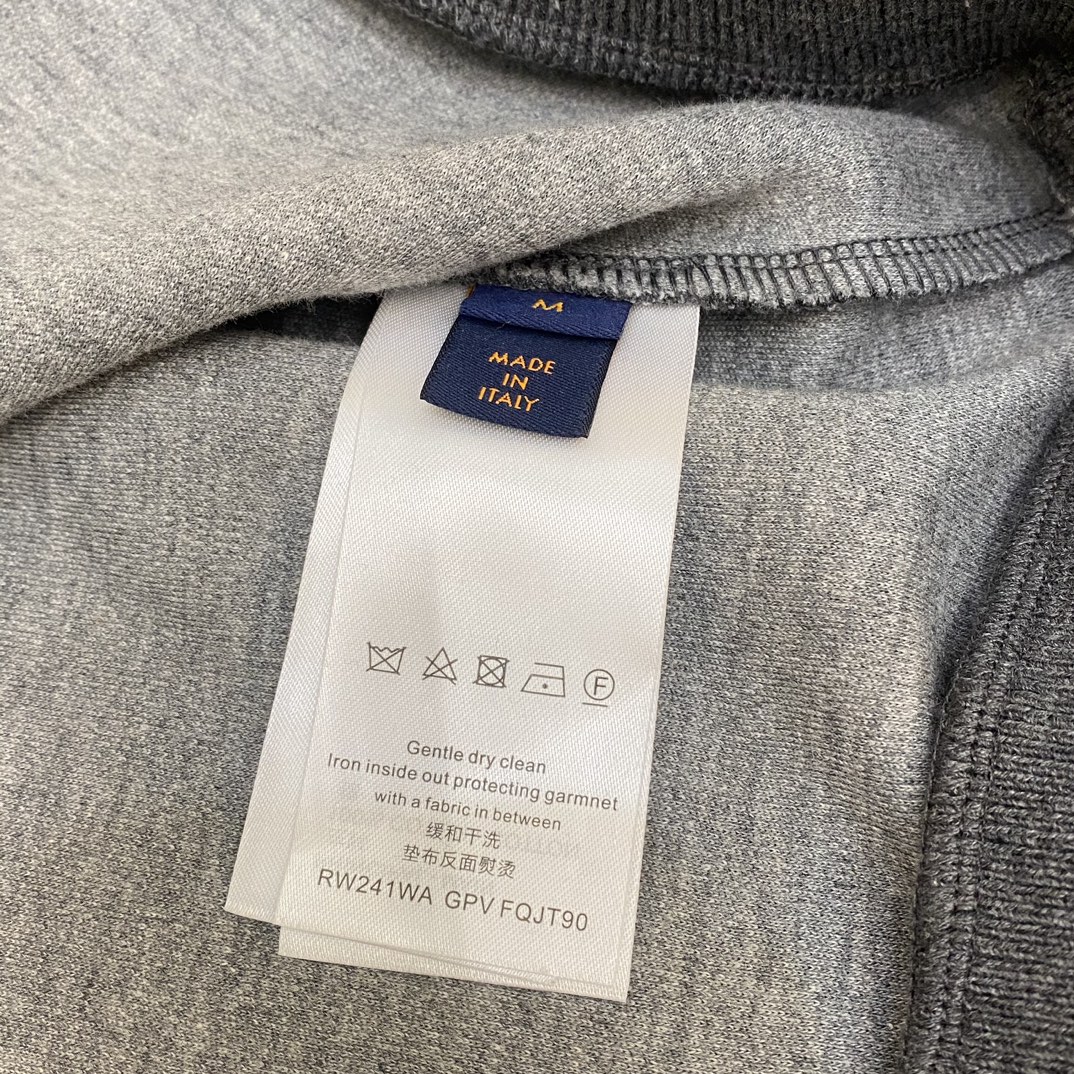 M
MADE
IN
ITALY
F
Gentle dry clean
Iron inside out protecting garmnet
with a fabric in between
缓和干洗
垫布反面熨烫
RW241WA GPV FQJT90